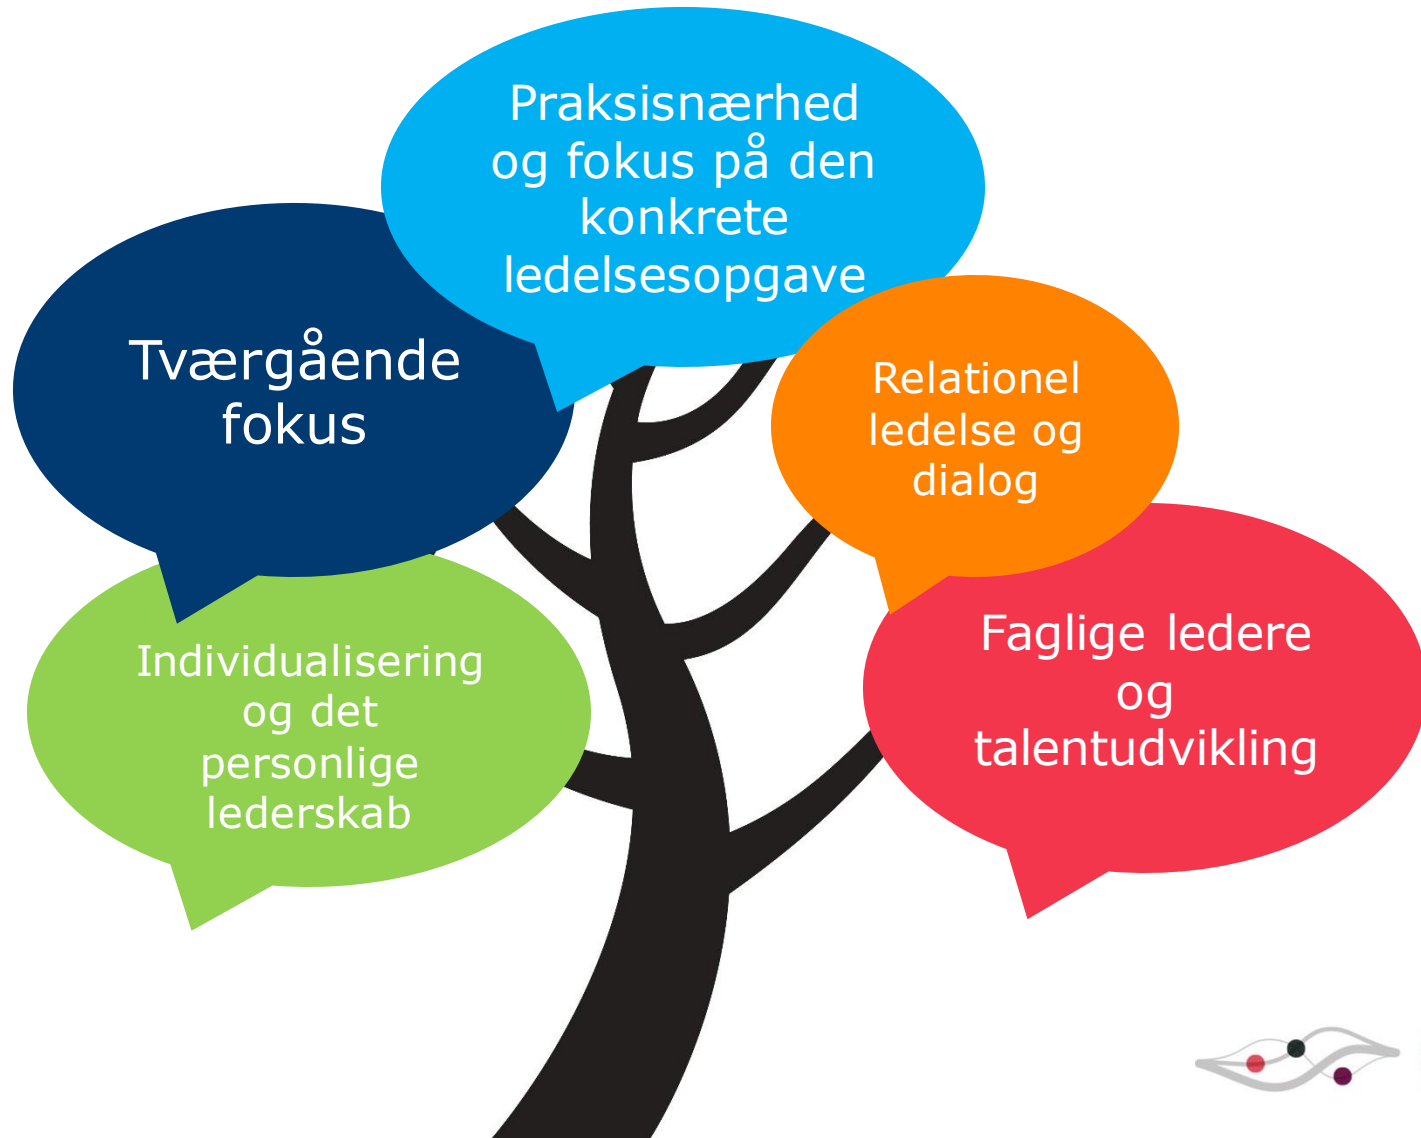 Praksisnærhed
og fokus på den
konkrete
ledelsesopgave
Tværgående
fokus
Relationel
ledelse og
dialog
Individualisering
og det
personlige
lederskab
Faglige ledere
og
talentudvikling